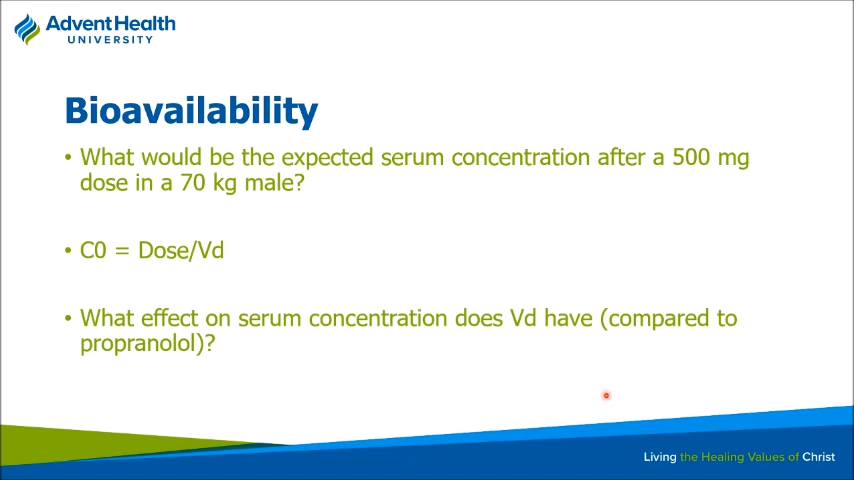 AdventHealth
UNIVERSITY
Bioavailability
• What would be the expected serum concentration after a 500 mg
dose in a 70 kg male?
• C0 = Dose/Vd
• What effect on serum concentration does Vd have (compared to
propranolol)?
Living the Healing Values of Christ